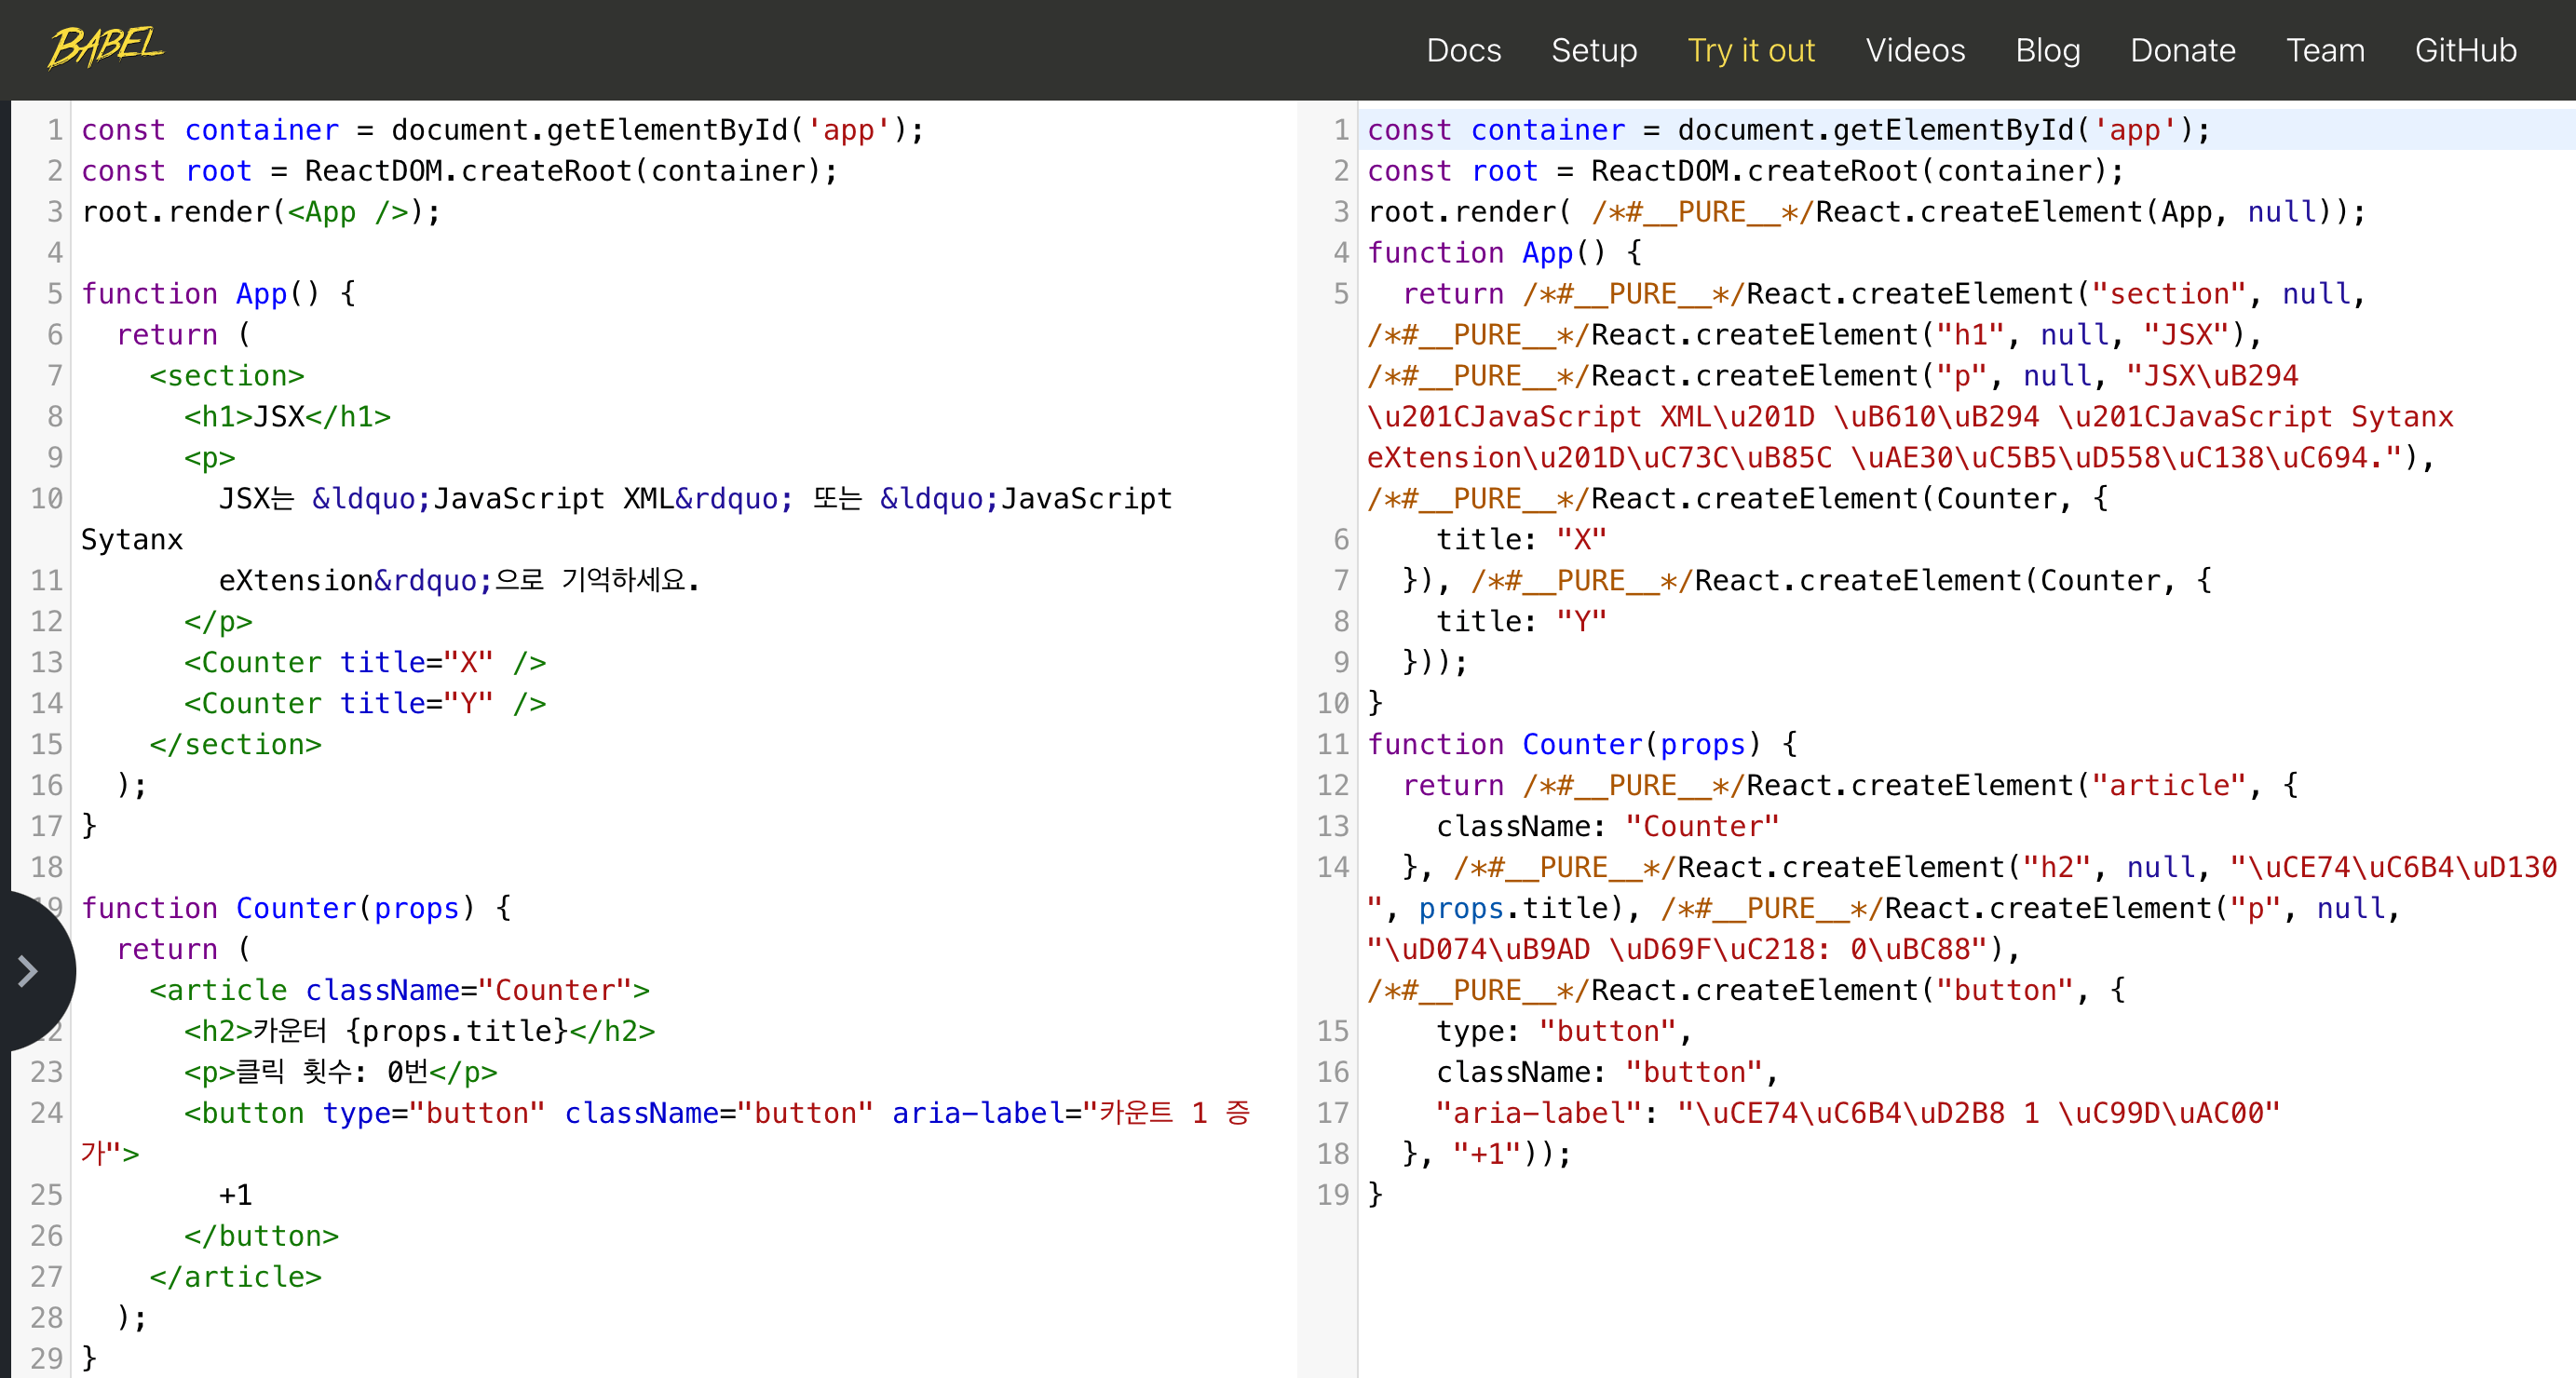 BABEL
Docs Setup Try it out Videos Blog Donate Team GitHub
1 const container = document.getElementById('app');
2 const root = ReactDOM.createRoot(container);
3 root.render(<App />);
4
5 function App() {
6   return (
7     <section>
8       <h1>JSX</h1>
9       <p>
10         JSX는 &ldquo;JavaScript XML&rdquo; 또는 &ldquo;JavaScript
Sytanx
11         eXtension&rdquo;으로 기억하세요.
12       </p>
13       <Counter title="X" />
14       <Counter title="Y" />
15     </section>
16   );
17 }
18
9 function Counter(props) {
  return (
    <article className="Counter">
2       <h2>카운터 {props.title}</h2>
23       <p>클릭 횟수: 0번</p>
24       <button type="button" className="button" aria-label="카운트 1 증
가">
25         +1
26       </button>
27     </article>
28   );
29 }
1 const container = document.getElementById('app');
2 const root = ReactDOM.createRoot(container);
3 root.render( /*#__PURE__*/React.createElement(App, null));
4 function App() {
5   return /*#__PURE__*/React.createElement("section", null,
/*#__PURE__*/React.createElement("h1", null, "JSX"),
/*#__PURE__*/React.createElement("p", null, "JSX\uB294
\u201CJavaScript XML\u201D \uB610\uB294 \u201CJavaScript Sytanx
eXtension\u201D\uC73C\uB85C \uAE30\uC5B5\uD558\uC138\uC694."),
/*#__PURE__*/React.createElement(Counter, {
6     title: "X"
7   }), /*#__PURE__*/React.createElement(Counter, {
8     title: "Y"
9   }));
10 }
11 function Counter(props) {
12   return /*#__PURE__*/React.createElement("article", {
13     className: "Counter"
14   }, /*#__PURE__*/React.createElement("h2", null, "\uCE74\uC6B4\uD130
", props.title), /*#__PURE__*/React.createElement("p", null,
"\uD074\uB9AD \uD69F\uC218: 0\uBC88"),
/*#__PURE__*/React.createElement("button", {
15     type: "button",
16     className: "button",
17     "aria-label": "\uCE74\uC6B4\uD2B8 1 \uC99D\uAC00"
18   }, "+1"));
19 }